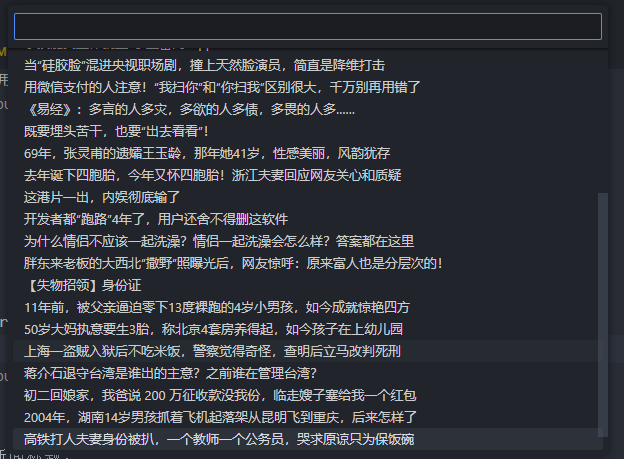 当“硅胶脸”混进央视职场剧，撞上天然脸演员，简直是降维打击
用微信支付的人注意！“我扫你”和“你扫我”区别很大，千万别再用错了
《易经》：多言的人多灾，多欲的人多债，多畏的人多……
既要埋头苦干，也要“出去看看”！
69年，张灵甫的遗孀王玉龄，那年她41岁，性感美丽，风韵犹存
去年诞下四胞胎，今年又怀四胞胎！浙江夫妻回应网友关心和质疑
这港片一出，内娱彻底输了
开发者都“跑路”4年了，用户还舍不得删这软件
为什么情侣不应该一起洗澡？情侣一起洗澡会怎么样？答案都在这里
胖东来老板的大西北“撒野”照曝光后，网友惊呼：原来富人也是分层次的！
【失物招领】身份证
11年前，被父亲逼迫零下13度裸跑的4岁小男孩，如今成就惊艳四方
50岁大妈执意要生3胎，称北京4套房养得起，如今孩子在上幼儿园
上海一盗贼入狱后不吃米饭，警察觉得奇怪，查明后立马改判死刑
蒋介石退守台湾是谁出的主意？之前谁在管理台湾？
初二回娘家，我爸说 200 万征收款没我份，临走嫂子塞给我一个红包
2004年，湖南14岁男孩抓着飞机起落架从昆明飞到重庆，后来怎样了
高铁打人夫妻身份被扒，一个教师一个公务员，哭求原谅只为保饭碗